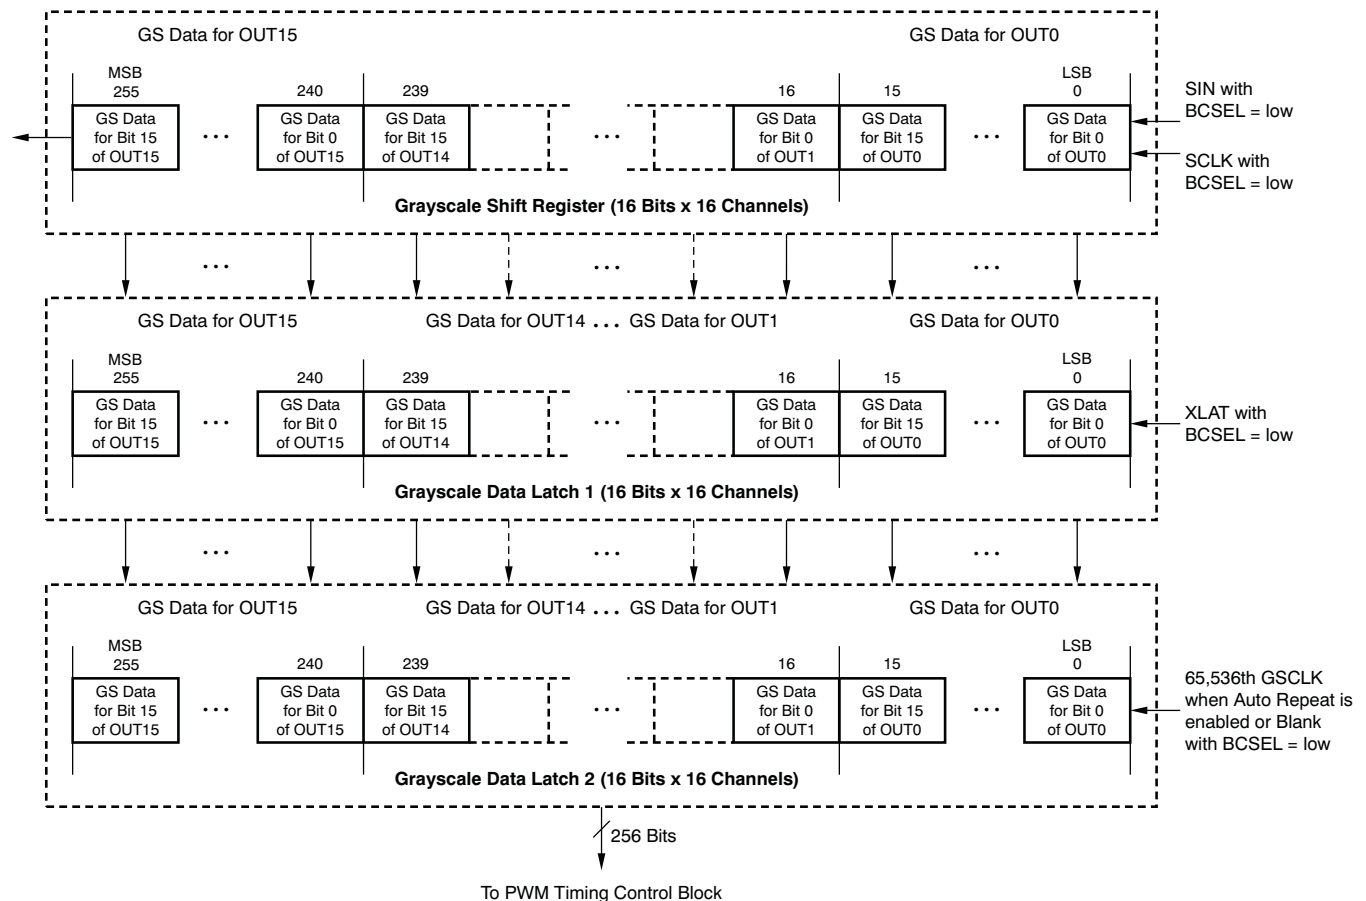 GS Data for OUT15 GS Data for OUT0
MSB LSB
255 240 239 16 15 0
GS Data GS Data GS Data GS Data GS Data GS Data
for Bit 15 ... for Bit 0 for Bit 15 ... for Bit 0 for Bit 15 ... for Bit 0
of OUT15 of OUT15 of OUT14 of OUT1 of OUT0 of OUT0
SIN with
BCSEL = low
SCLK with
BCSEL = low
Grayscale Shift Register (16 Bits x 16 Channels)
... ... ...
GS Data for OUT15 GS Data for OUT14 ... GS Data for OUT1 GS Data for OUT0
MSB LSB
255 240 239 16 15 0
GS Data GS Data GS Data GS Data GS Data GS Data
for Bit 15 ... for Bit 0 for Bit 15 ... for Bit 0 for Bit 15 ... for Bit 0
of OUT15 of OUT15 of OUT14 of OUT1 of OUT0 of OUT0
XLAT with
BCSEL = low
Grayscale Data Latch 1 (16 Bits x 16 Channels)
... ... ...
GS Data for OUT15 GS Data for OUT14 ... GS Data for OUT1 GS Data for OUT0
MSB LSB
255 240 239 16 15 0
GS Data GS Data GS Data GS Data GS Data GS Data
for Bit 15 ... for Bit 0 for Bit 15 ... for Bit 0 for Bit 15 ... for Bit 0
of OUT15 of OUT15 of OUT14 of OUT1 of OUT0 of OUT0
65,536th GSCLK
when Auto Repeat is
enabled or Blank
with BCSEL = low
Grayscale Data Latch 2 (16 Bits x 16 Channels)
256 Bits
To PWM Timing Control Block